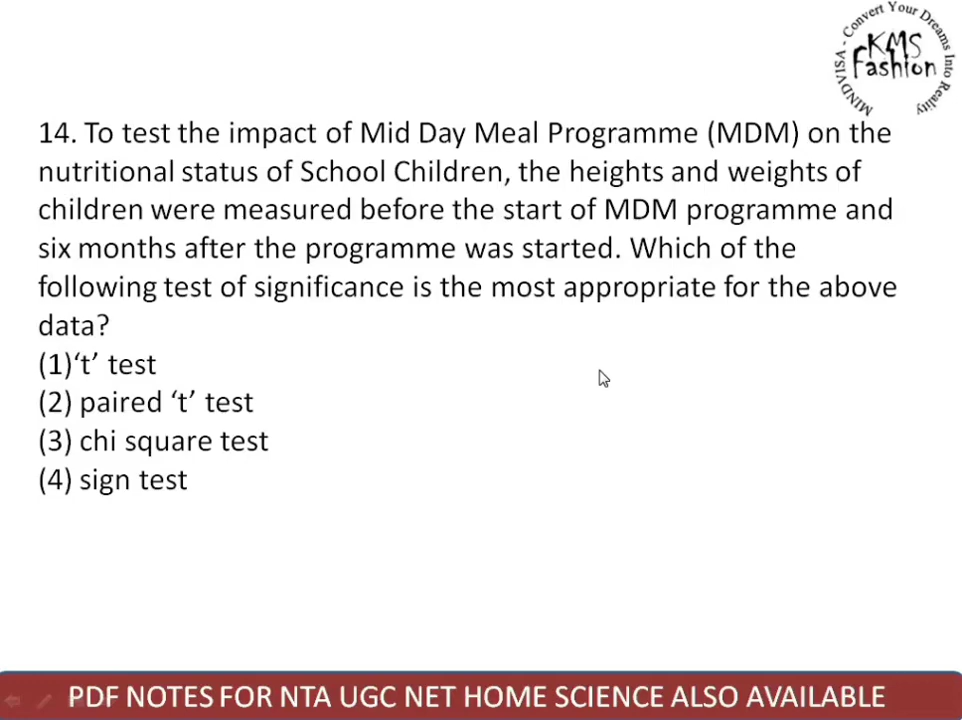 MINDVISA - Convert Your Dreams Into Reality
KMS
Fashion
14. To test the impact of Mid Day Meal Programme (MDM) on the
nutritional status of School Children, the heights and weights of
children were measured before the start of MDM programme and
six months after the programme was started. Which of the
following test of significance is the most appropriate for the above
data?
(1)‘t’ test
(2) paired ‘t’ test
(3) chi square test
(4) sign test
PDF NOTES FOR NTA UGC NET HOME SCIENCE ALSO AVAILABLE